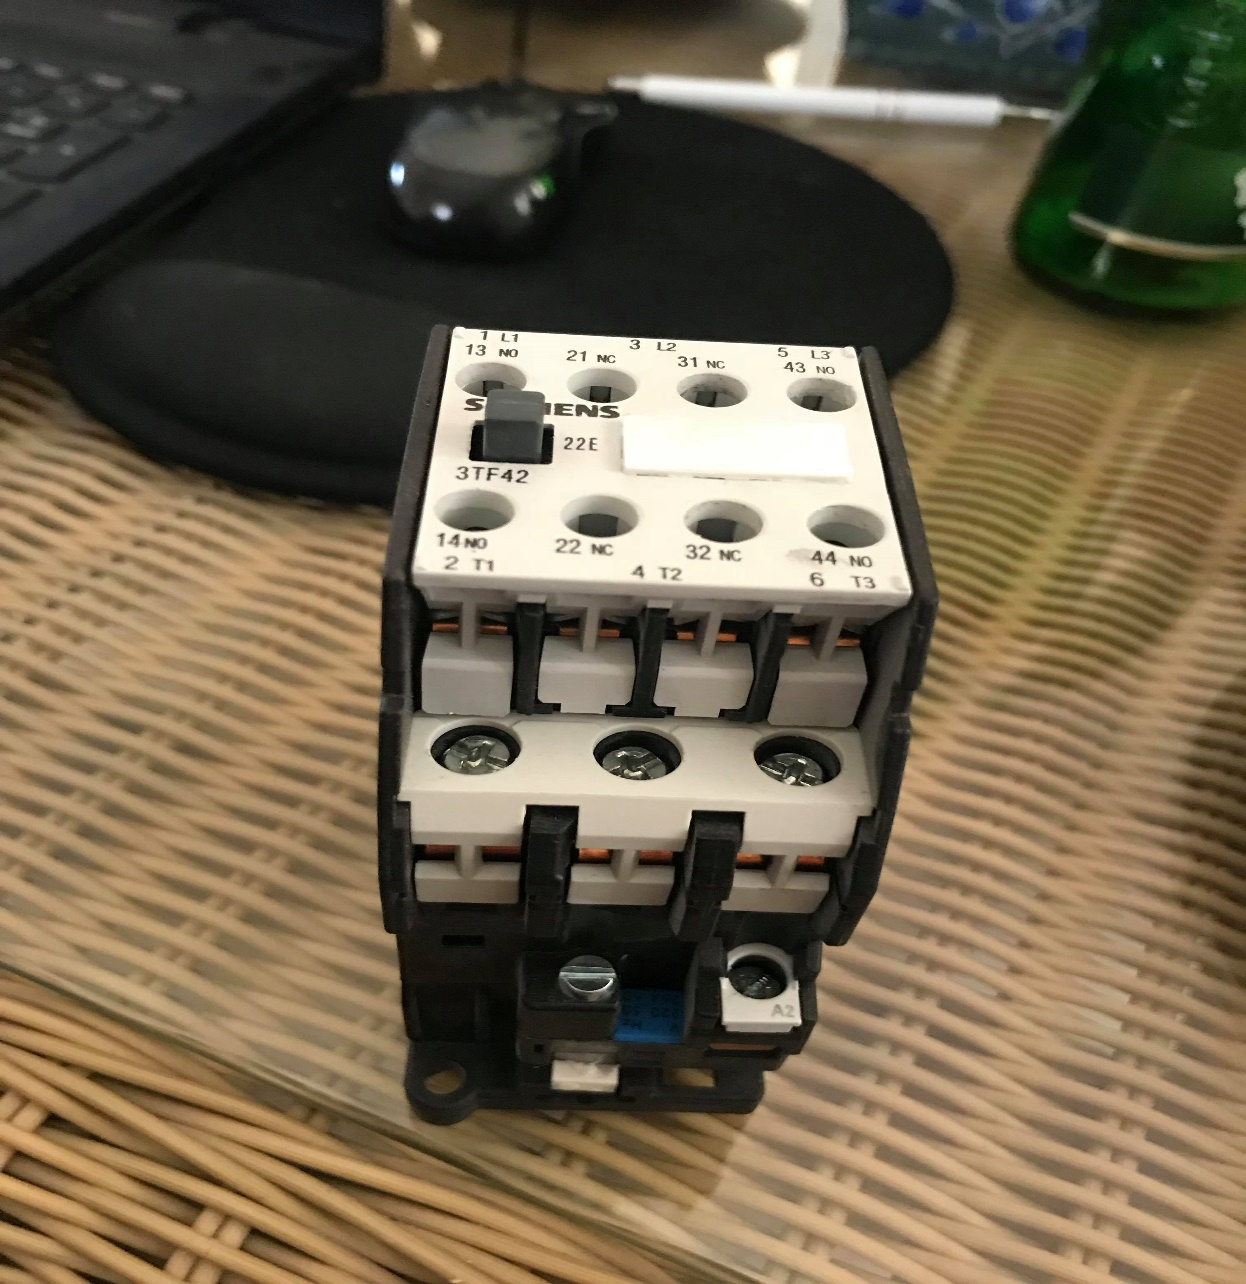 1 L1 3 L2 5 L3
13 NO 21 NC 31 NC 43 NO
22E
3TF42
14 NO 22 NC 32 NC 44 NO
2 T1 4 T2 6 T3
A2